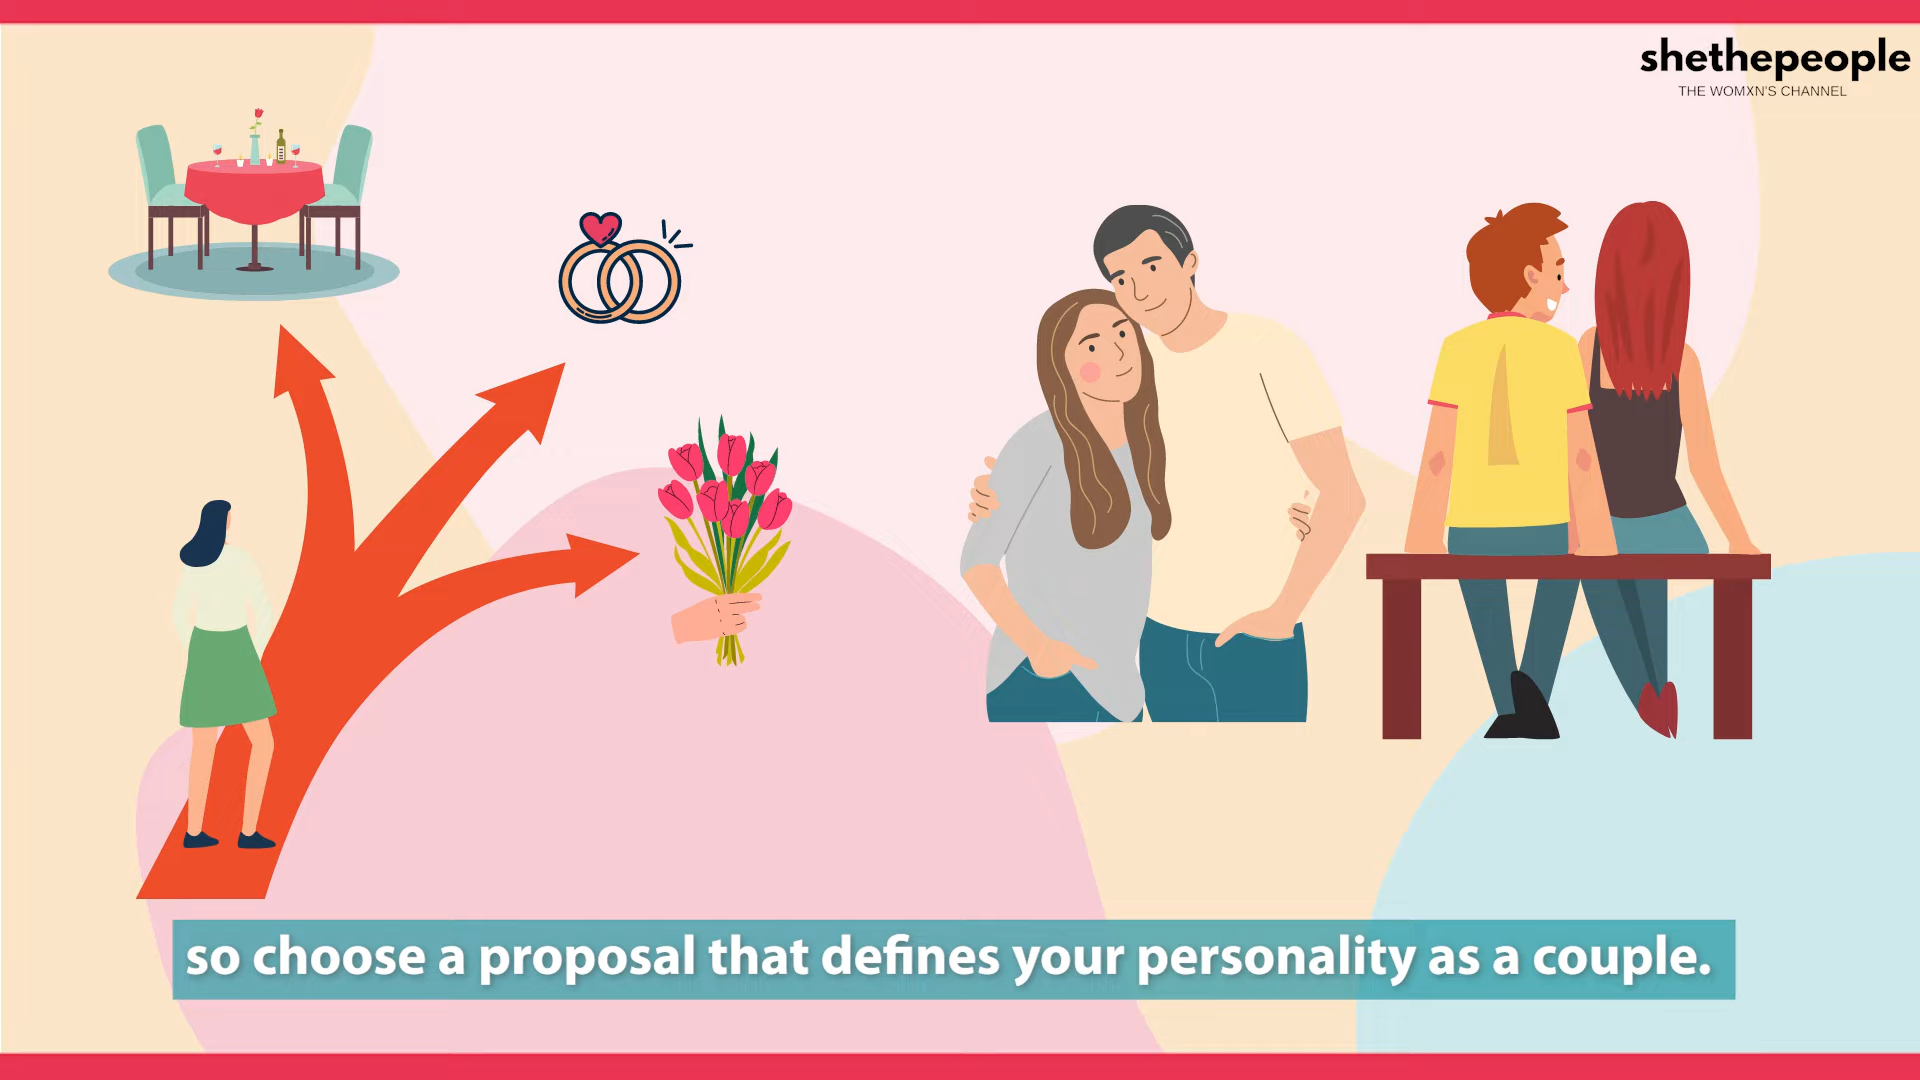 shethepeople
THE WOMXN'S CHANNEL
so choose a proposal that defines your personality as a couple.